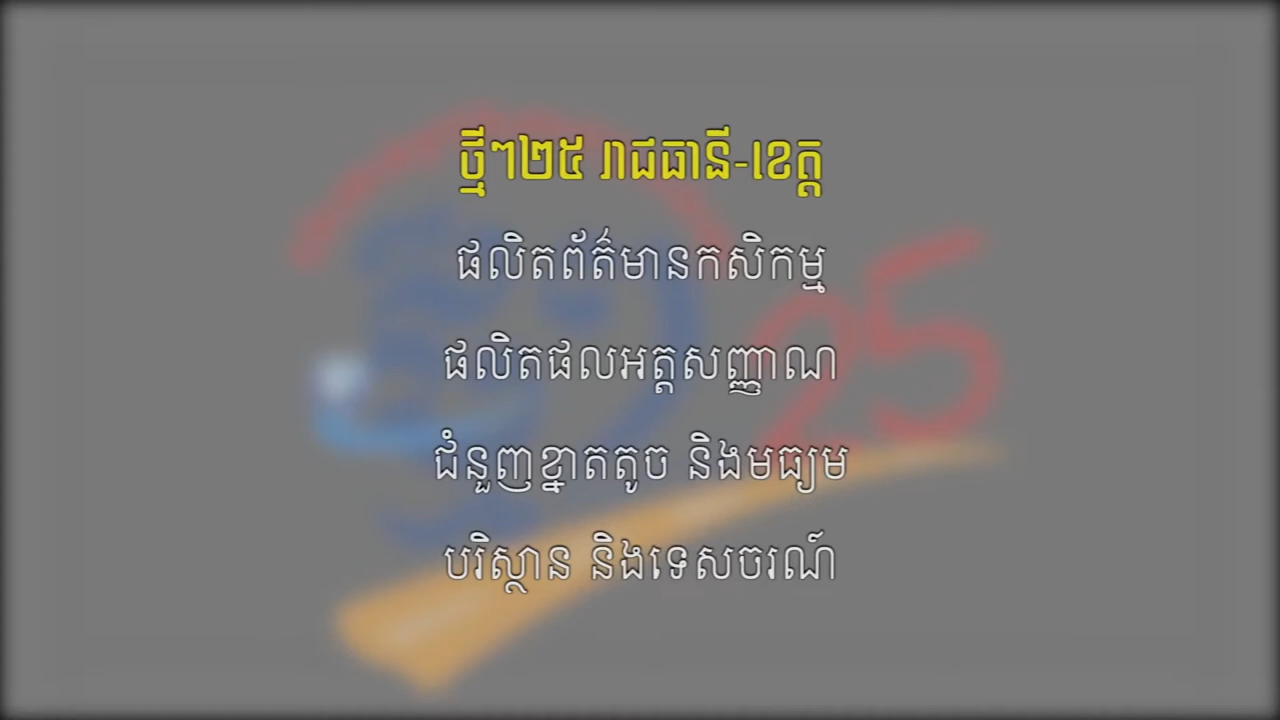 ថ្មីៗ២៥ រាជធានី-ខេត្ត
ផលិតព័ត៌មានកសិកម្ម
ផលិតផលអត្តសញ្ញាណ
ជំនួញខ្នាតតូច និងមធ្យម
បរិស្ថាន និងទេសចរណ៍
25